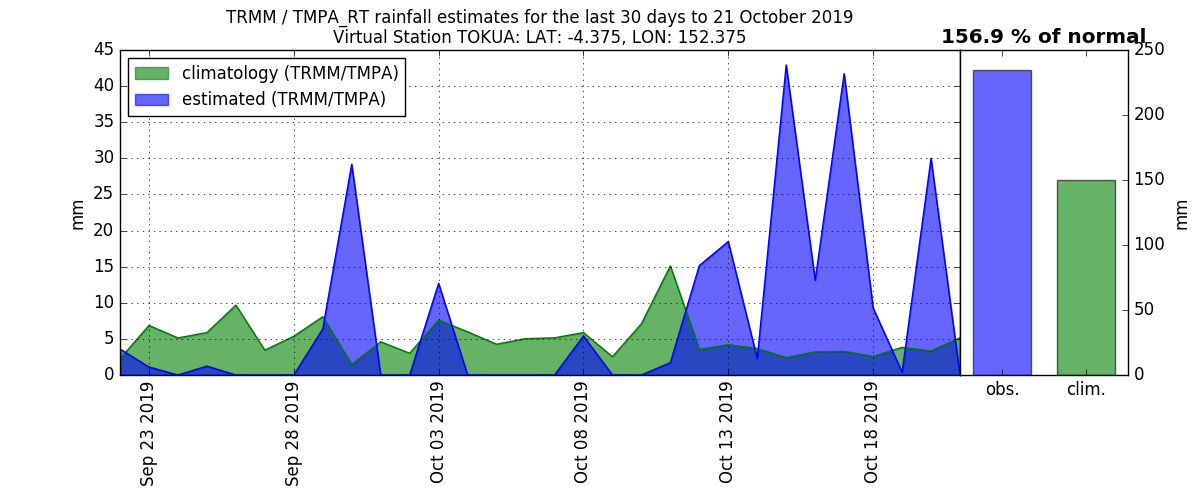 TRMM / TMPA_RT rainfall estimates for the last 30 days to 21 October 2019
Virtual Station TOKUA: LAT: -4.375, LON: 152.375
156.9 % of normal
climatology (TRMM/TMPA)
estimated (TRMM/TMPA)
mm
45
40
35
30
25
20
15
10
5
0
Sep 23 2019
Sep 28 2019
Oct 03 2019
Oct 08 2019
Oct 13 2019
Oct 18 2019
obs.
clim.
250
200
150
100
50
0
mm